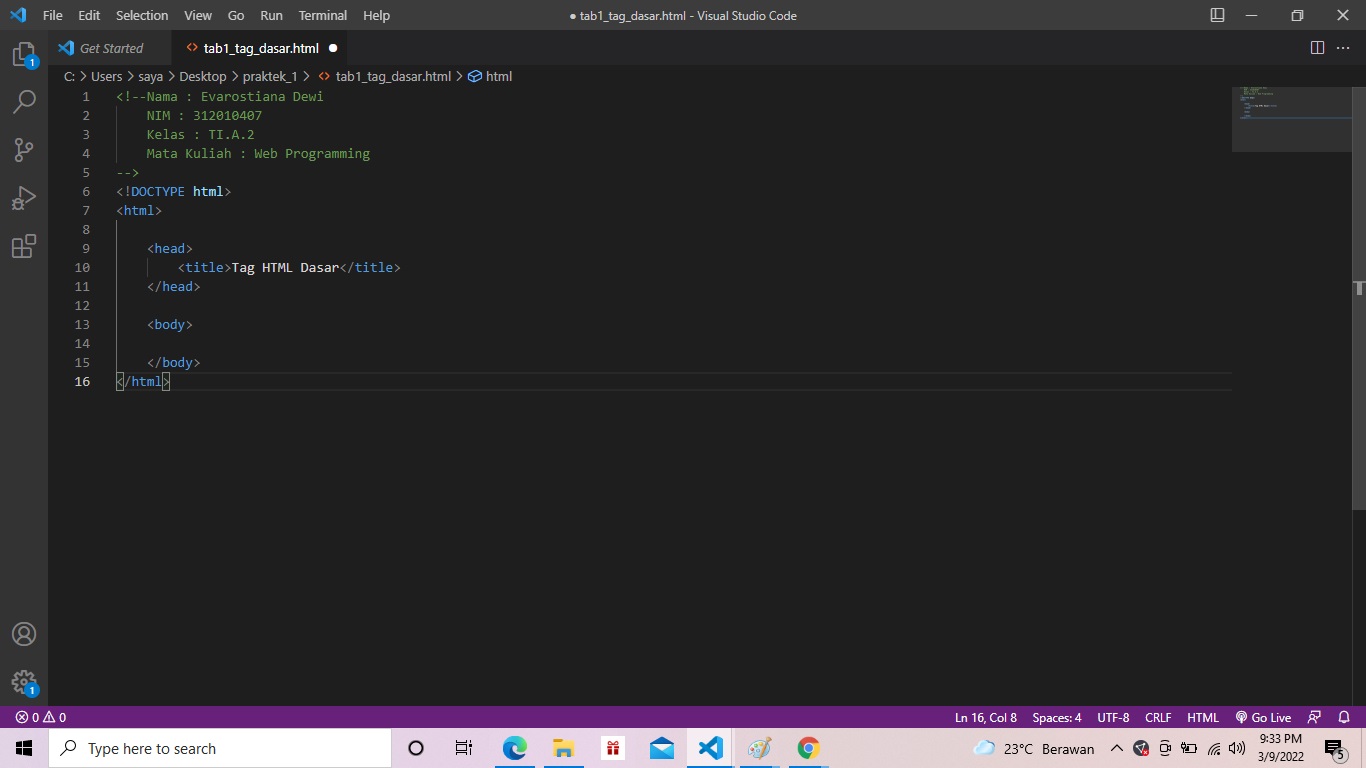 File Edit Selection View Go Run Terminal Help ● tab1_tag_dasar.html - Visual Studio Code
Get Started tab1_tag_dasar.html
C: > Users > saya > Desktop > praktek_1 > tab1_tag_dasar.html > html
1 <!--Nama : Evarostiana Dewi
2 NIM : 312010407
3 Kelas : TI.A.2
4 Mata Kuliah : Web Programming
5 -->
6 <!DOCTYPE html>
7 <html>
8
9 <head>
10 <title>Tag HTML Dasar</title>
11 </head>
12
13 <body>
14
15 </body>
16 </html>
1
1
0 0 Ln 16, Col 8 Spaces: 4 UTF-8 CRLF HTML Go Live
Type here to search 23°C Berawan 9:33 PM
3/9/2022 5